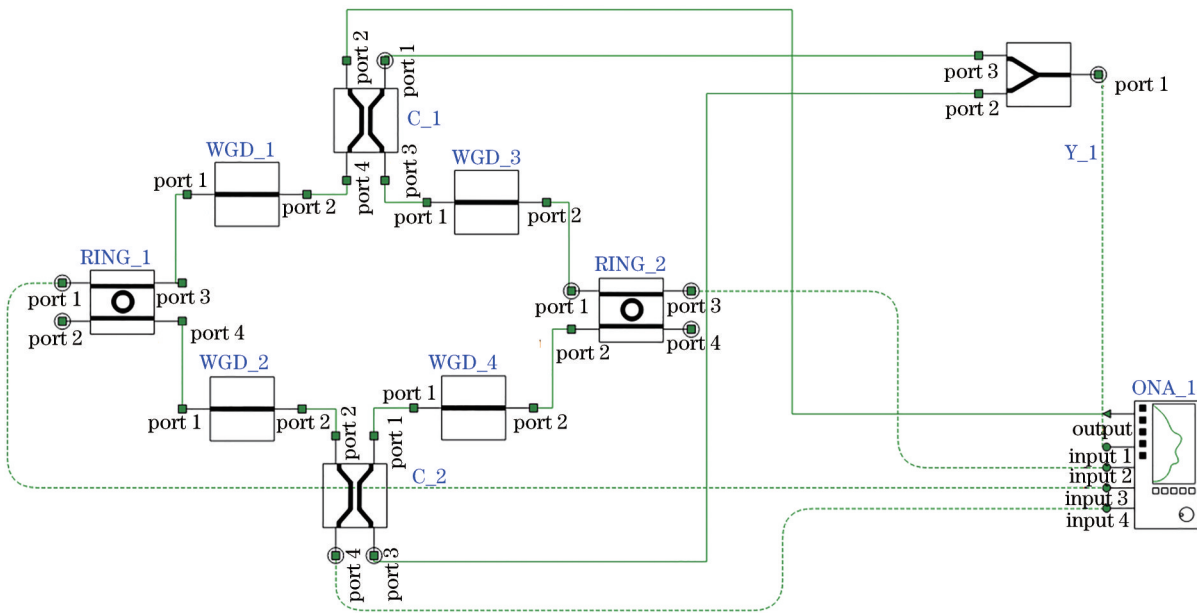 port 2
port 1
port 3
port 2
port 1
C_1
Y_1
WGD_1
port 1
port 2
port 4
port 3
WGD_3
port 1
port 2
RING_1
port 1
port 3
port 2
port 4
RING_2
port 1
port 3
port 2
port 4
WGD_2
port 1
port 2
WGD_4
port 1
port 2
port 2
port 1
C_2
port 4
port 3
ONA_1
output
input 1
input 2
input 3
input 4